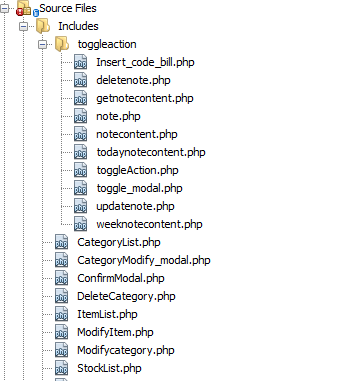 Source Files
Includes
toggleaction
Insert_code_bill.php
deletenote.php
getnotecontent.php
note.php
notecontent.php
todaynotecontent.php
toggleAction.php
toggle_modal.php
updatenote.php
weeknotecontent.php
CategoryList.php
CategoryModify_modal.php
ConfirmModal.php
DeleteCategory.php
ItemList.php
ModifyItem.php
Modifycategory.php
StockList.php